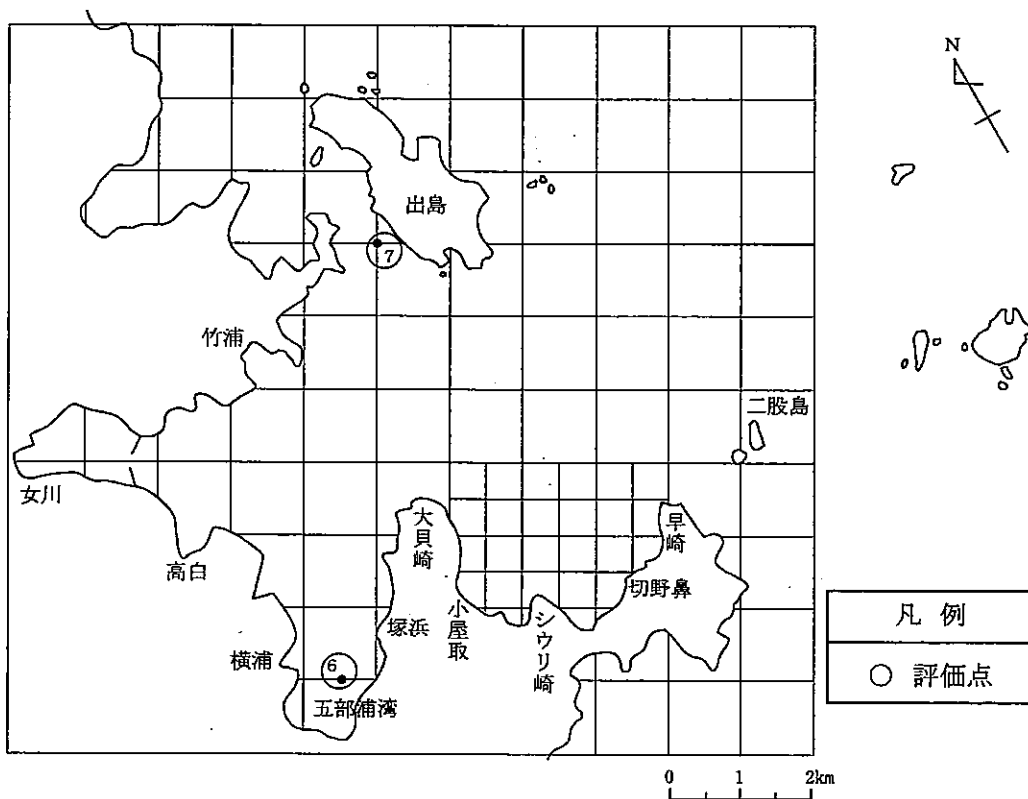 N
出島
7
竹浦
二股島
女川
大貝崎
早崎
高白
切野鼻
小屋取
シウリ崎
塚浜
横浦
6
五部浦湾
凡例
○ 評価点
0 1 2km